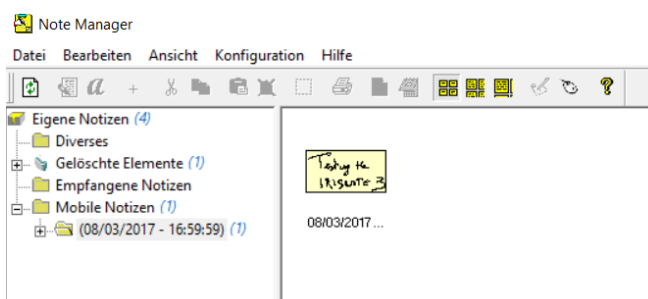 Note Manager
Datei Bearbeiten Ansicht Konfiguration Hilfe
Eigene Notizen (4)
Diverses
Gelöschte Elemente (1)
Empfangene Notizen
Mobile Notizen (1)
(08/03/2017 - 16:59:59) (1)
Testing the
IRISNOTE 3
08/03/2017 ...